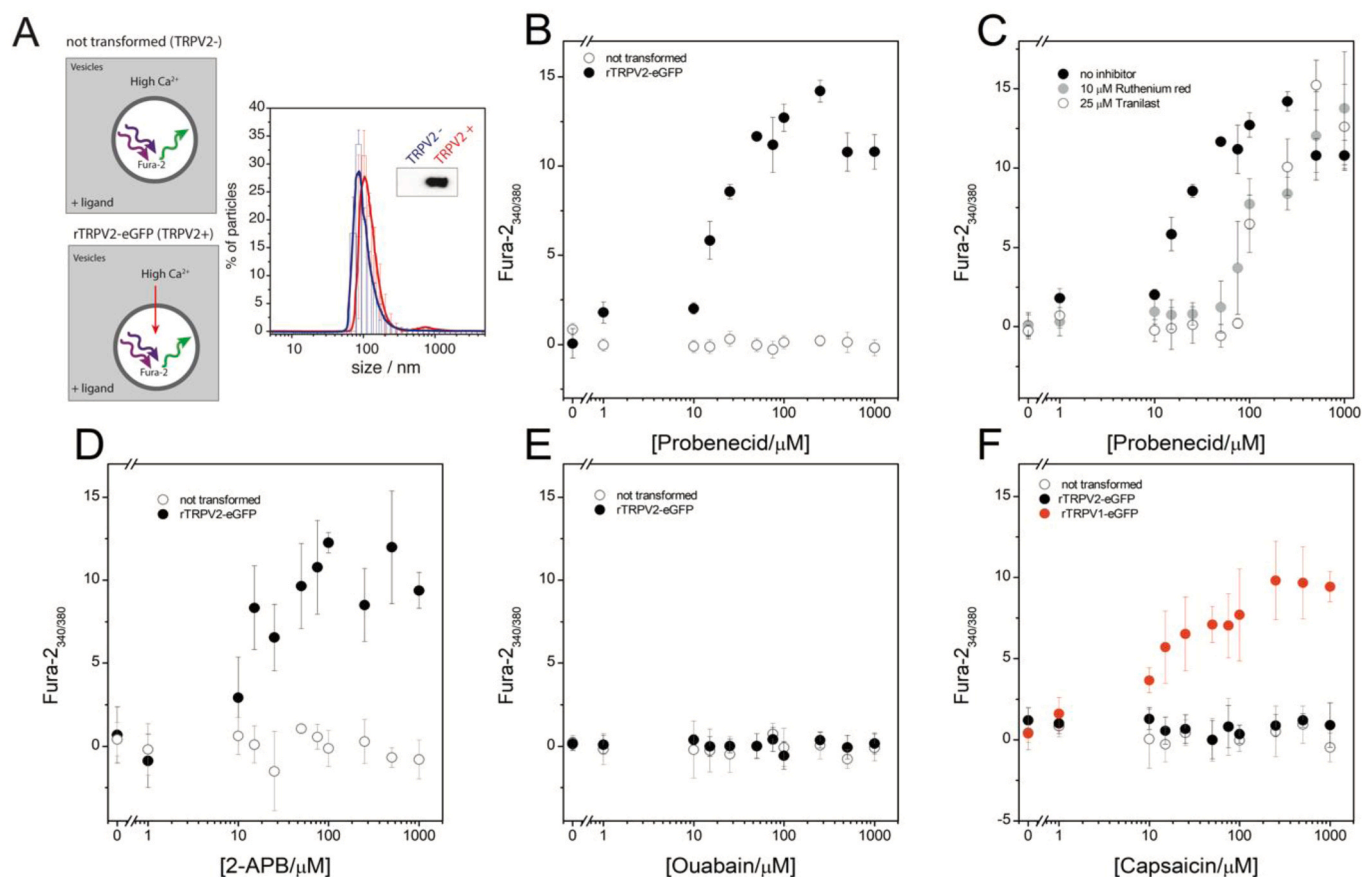 A
not transformed (TRPV2-)
Vesicles
High Ca²⁺
Fura-2
+ ligand
rTRPV2-eGFP (TRPV2+)
Vesicles
High Ca²⁺
Fura-2
+ ligand
% of particles
40
35
30
25
20
15
10
5
0
10
100
1000
size / nm
TRPV2 -
TRPV2 +
B
not transformed
rTRPV2-eGFP
Fura-2340/380
15
10
5
0
0
1
10
100
1000
[Probenecid/μM]
C
no inhibitor
10 μM Ruthenium red
25 μM Tranilast
Fura-2340/380
15
10
5
0
0
1
10
100
1000
[Probenecid/μM]
D
not transformed
rTRPV2-eGFP
Fura-2340/380
15
10
5
0
0
1
10
100
1000
[2-APB/μM]
E
not transformed
rTRPV2-eGFP
Fura-2340/380
15
10
5
0
0
1
10
100
1000
[Ouabain/μM]
F
not transformed
rTRPV2-eGFP
rTRPV1-eGFP
Fura-2340/380
15
10
5
0
-5
0
1
10
100
1000
[Capsaicin/μM]